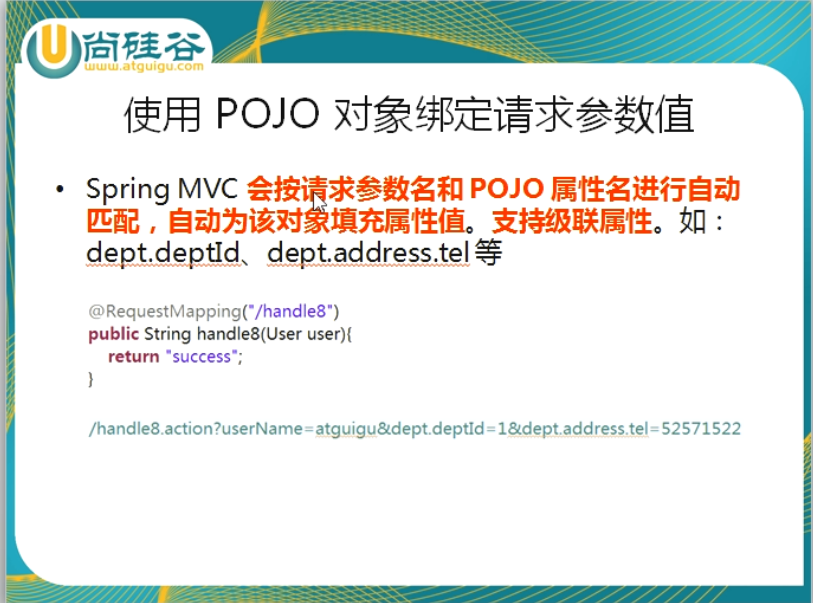 尚硅谷
www.atguigu.com
使用 POJO 对象绑定请求参数值
• Spring MVC 会按请求参数名和 POJO 属性名进行自动
匹配，自动为该对象填充属性值。支持级联属性。如：
dept.deptId、dept.address.tel 等
@RequestMapping("/handle8")
public String handle8(User user){
return "success";
}
/handle8.action?userName=atguigu&dept.deptId=1&dept.address.tel=52571522